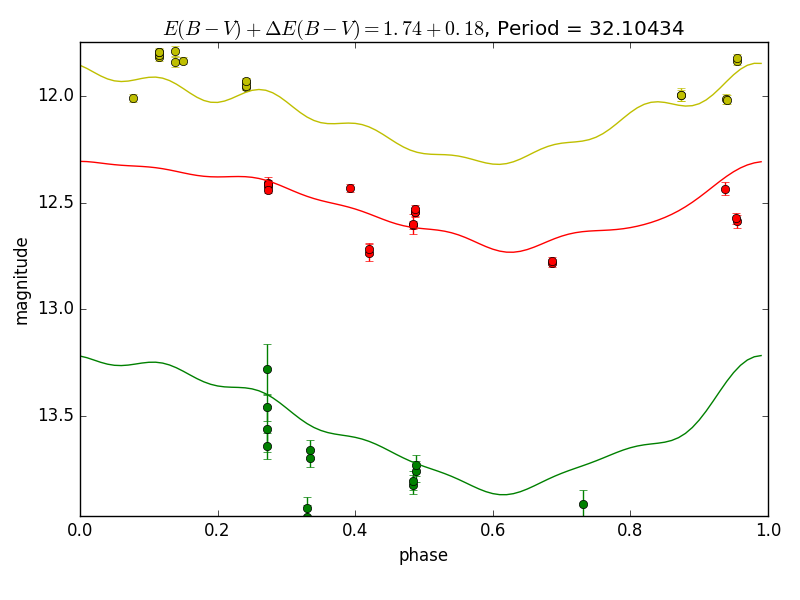 E(B − V) + ΔE(B − V) = 1.74 + 0.18, Period = 32.10434
12.0
12.5
13.0
13.5
magnitude
0.0 0.2 0.4 0.6 0.8 1.0
phase